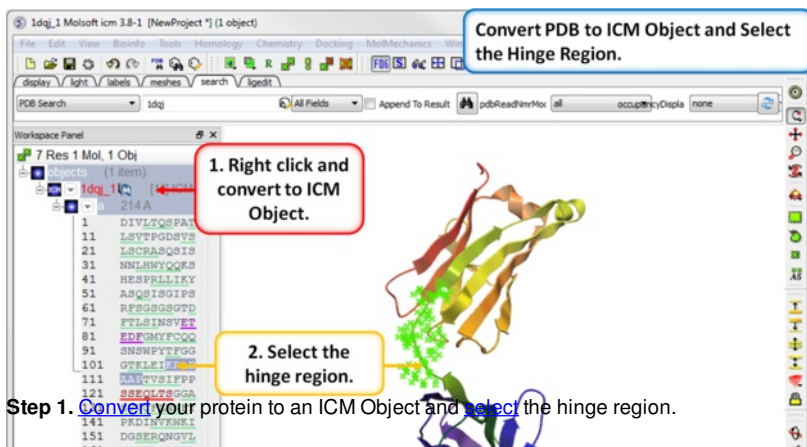 1dqj_1 Molsoft icm 3.8-1 [NewProject *] (1 object)
Convert PDB to ICM Object and Select
the Hinge Region.
File Edit View Bioinfo Tools Homology Chemistry Docking MolMechanics
display light labels meshes search ligedit
PDB Search 1dqj All Fields Append To Result pdbReadNmrMod all occupancyDispla none
Workspace Panel
7 Res 1 Mol, 1 Obj
objects (1 item)
1dqj_1
a 214 A
1. Right click and
convert to ICM
Object.
1 DIVLTQSPAT
11 LSVTPGDSVS
21 LSCRASQSIS
31 NNLHWYQQKS
41 HESPRLLIKY
51 ASQSISGIPS
61 RFSGSGSGTD
71 FTLSINSVET
81 EDFGMYFCQQ
91 SNSWPYTFGG
101 GTKLEI
111 AAPTVSIFPP
121 SSEQLTSGGA
2. Select the
hinge region.
Step 1. Convert your protein to an ICM Object and select the hinge region.
141 PKDINVKWKI
151 DGSERQNGVL